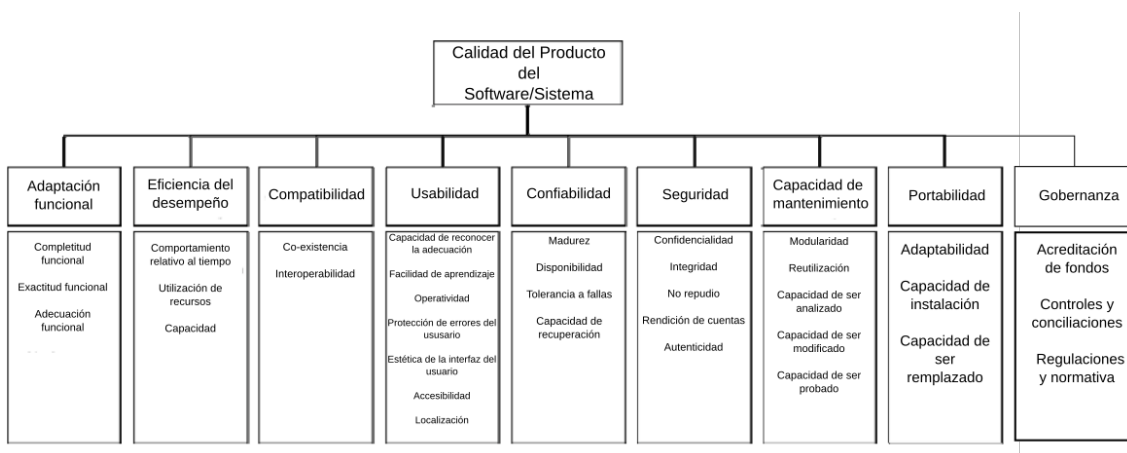 Calidad del Producto
del
Software/Sistema
Adaptación
funcional
Eficiencia del
desempeño
Compatibilidad
Usabilidad
Confiabilidad
Seguridad
Capacidad de
mantenimiento
Portabilidad
Gobernanza
Completitud
funcional
Exactitud funcional
Adecuación
funcional
Comportamiento
relativo al tiempo
Utilización de
recursos
Capacidad
Co-existencia
Interoperabilidad
Capacidad de reconocer
la adecuación
Facilidad de aprendizaje
Operatividad
Protección de errores del
ususario
Estética de la interfaz del
usuario
Accesibilidad
Localización
Madurez
Disponibilidad
Tolerancia a fallas
Capacidad de
recuperación
Confidencialidad
Integridad
No repudio
Rendición de cuentas
Autenticidad
Modularidad
Reutilización
Capacidad de ser
analizado
Capacidad de ser
modificado
Capacidad de ser
probado
Adaptabilidad
Capacidad de
instalación
Capacidad de
ser
remplazado
Acreditación
de fondos
Controles y
conciliaciones
Regulaciones
y normativa